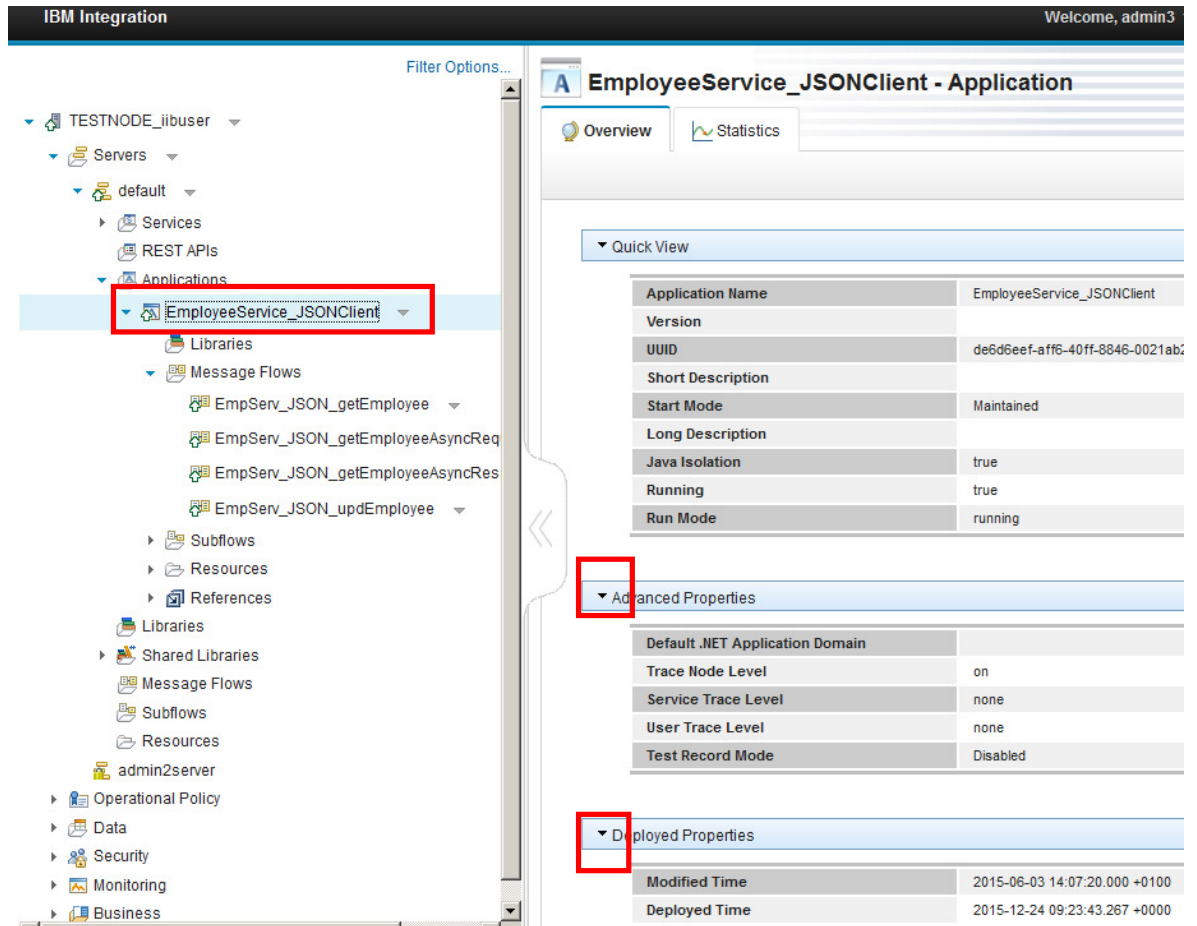 IBM Integration
Welcome, admin3
Filter Options...
TESTNODE_iibuser
Servers
default
Services
REST APIs
Applications
EmployeeService_JSONClient
Libraries
Message Flows
EmpServ_JSON_getEmployee
EmpServ_JSON_getEmployeeAsyncReq
EmpServ_JSON_getEmployeeAsyncRes
EmpServ_JSON_updEmployee
Subflows
Resources
References
Libraries
Shared Libraries
Message Flows
Subflows
Resources
admin2server
Operational Policy
Data
Security
Monitoring
Business
A EmployeeService_JSONClient - Application
Overview Statistics
Quick View
Application Name EmployeeService_JSONClient
Version
UUID de6d6eef-aff6-40ff-8846-0021ab2
Short Description
Start Mode Maintained
Long Description
Java Isolation true
Running true
Run Mode running
Advanced Properties
Default .NET Application Domain
Trace Node Level on
Service Trace Level none
User Trace Level none
Test Record Mode Disabled
Deployed Properties
Modified Time 2015-06-03 14:07:20.000 +0100
Deployed Time 2015-12-24 09:23:43.267 +0000